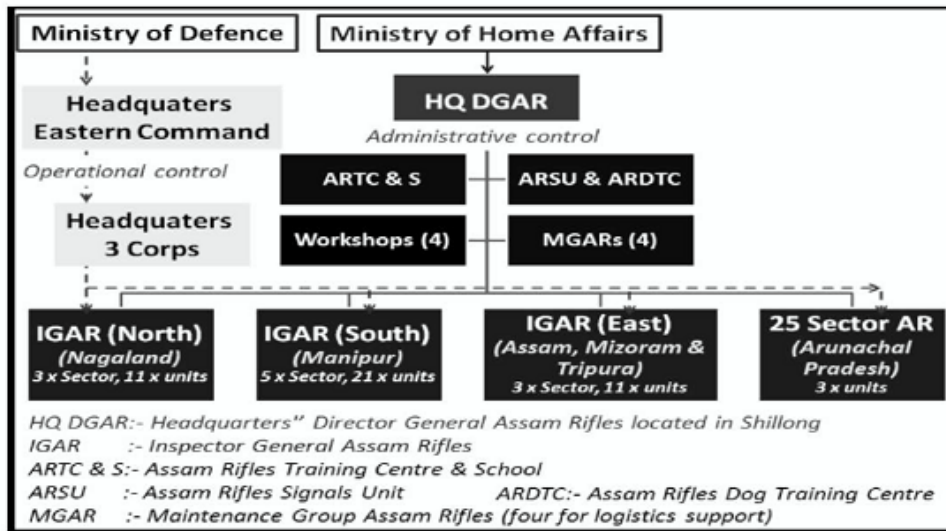 Ministry of Defence
Ministry of Home Affairs
Headquaters
Eastern Command
HQ DGAR
Administrative control
Operational control
ARTC & S
ARSU & ARDTC
Headquaters
3 Corps
Workshops (4)
MGARs (4)
IGAR (North)
(Nagaland)
3 x Sector, 11 x units
IGAR (South)
(Manipur)
5 x Sector, 21 x units
IGAR (East)
(Assam, Mizoram &
Tripura)
3 x Sector, 11 x units
25 Sector AR
(Arunachal
Pradesh)
3 x units
HQ DGAR:- Headquarters” Director General Assam Rifles located in Shillong
IGAR :- Inspector General Assam Rifles
ARTC & S:- Assam Rifles Training Centre & School
ARSU :- Assam Rifles Signals Unit ARDTC:- Assam Rifles Dog Training Centre
MGAR :- Maintenance Group Assam Rifles (four for logistics support)